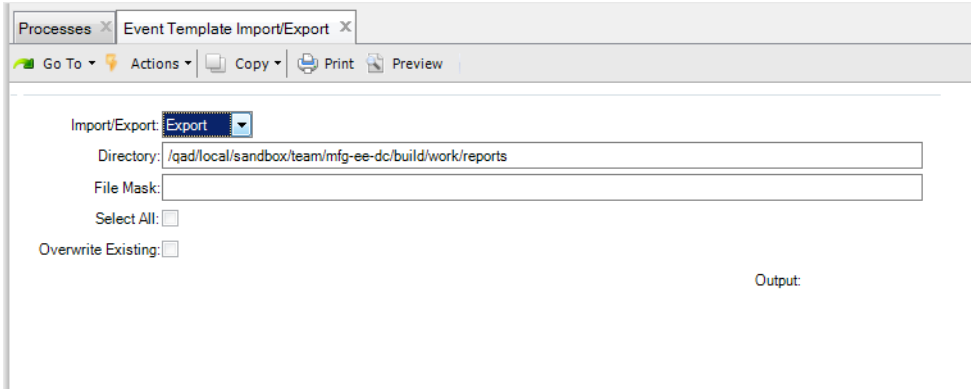 Processes Event Template Import/Export
Go To Actions Copy Print Preview
Import/Export: Export
Directory: /qad/local/sandbox/team/mfg-ee-dc/build/work/reports
File Mask:
Select All:
Overwrite Existing:
Output: